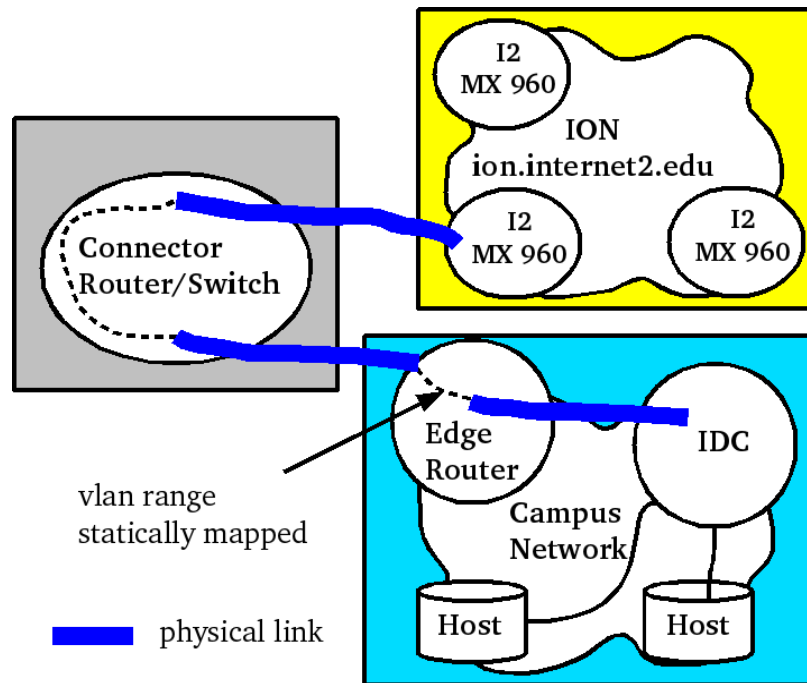 I2
MX 960
ION
ion.internet2.edu
I2
MX 960
I2
MX 960
Connector
Router/Switch
Edge
Router
IDC
vlan range
statically mapped
Campus
Network
Host
Host
physical link